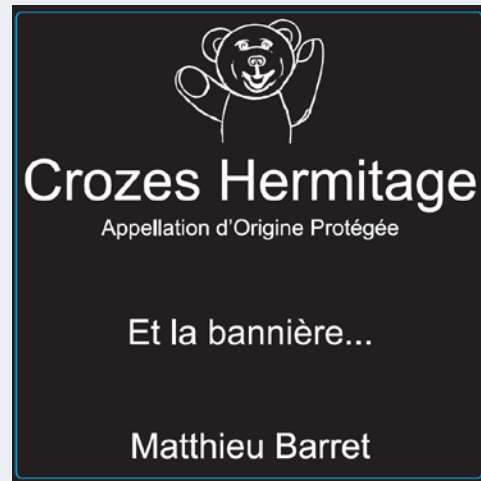 Crozes Hermitage
Appellation d'Origine Protégée
Et la bannière...
Matthieu Barret